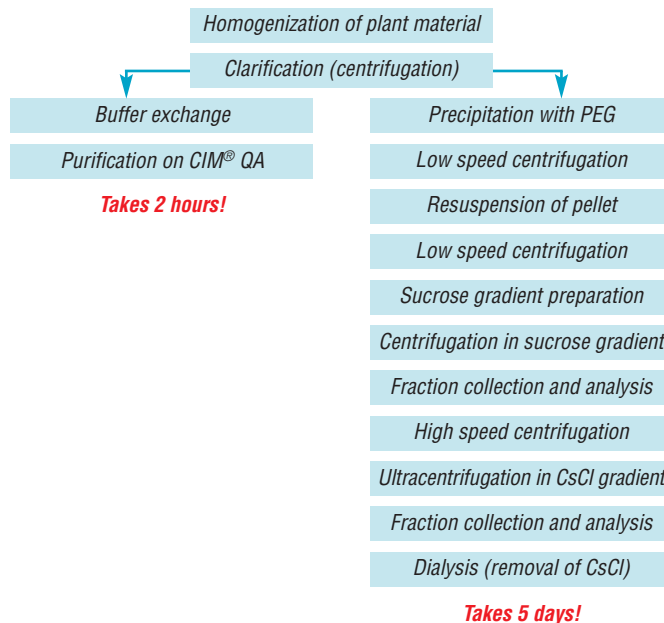 Homogenization of plant material
Clarification (centrifugation)
Buffer exchange
Purification on CIM® QA
Takes 2 hours!
Precipitation with PEG
Low speed centrifugation
Resuspension of pellet
Low speed centrifugation
Sucrose gradient preparation
Centrifugation in sucrose gradient
Fraction collection and analysis
High speed centrifugation
Ultracentrifugation in CsCl gradient
Fraction collection and analysis
Dialysis (removal of CsCl)
Takes 5 days!